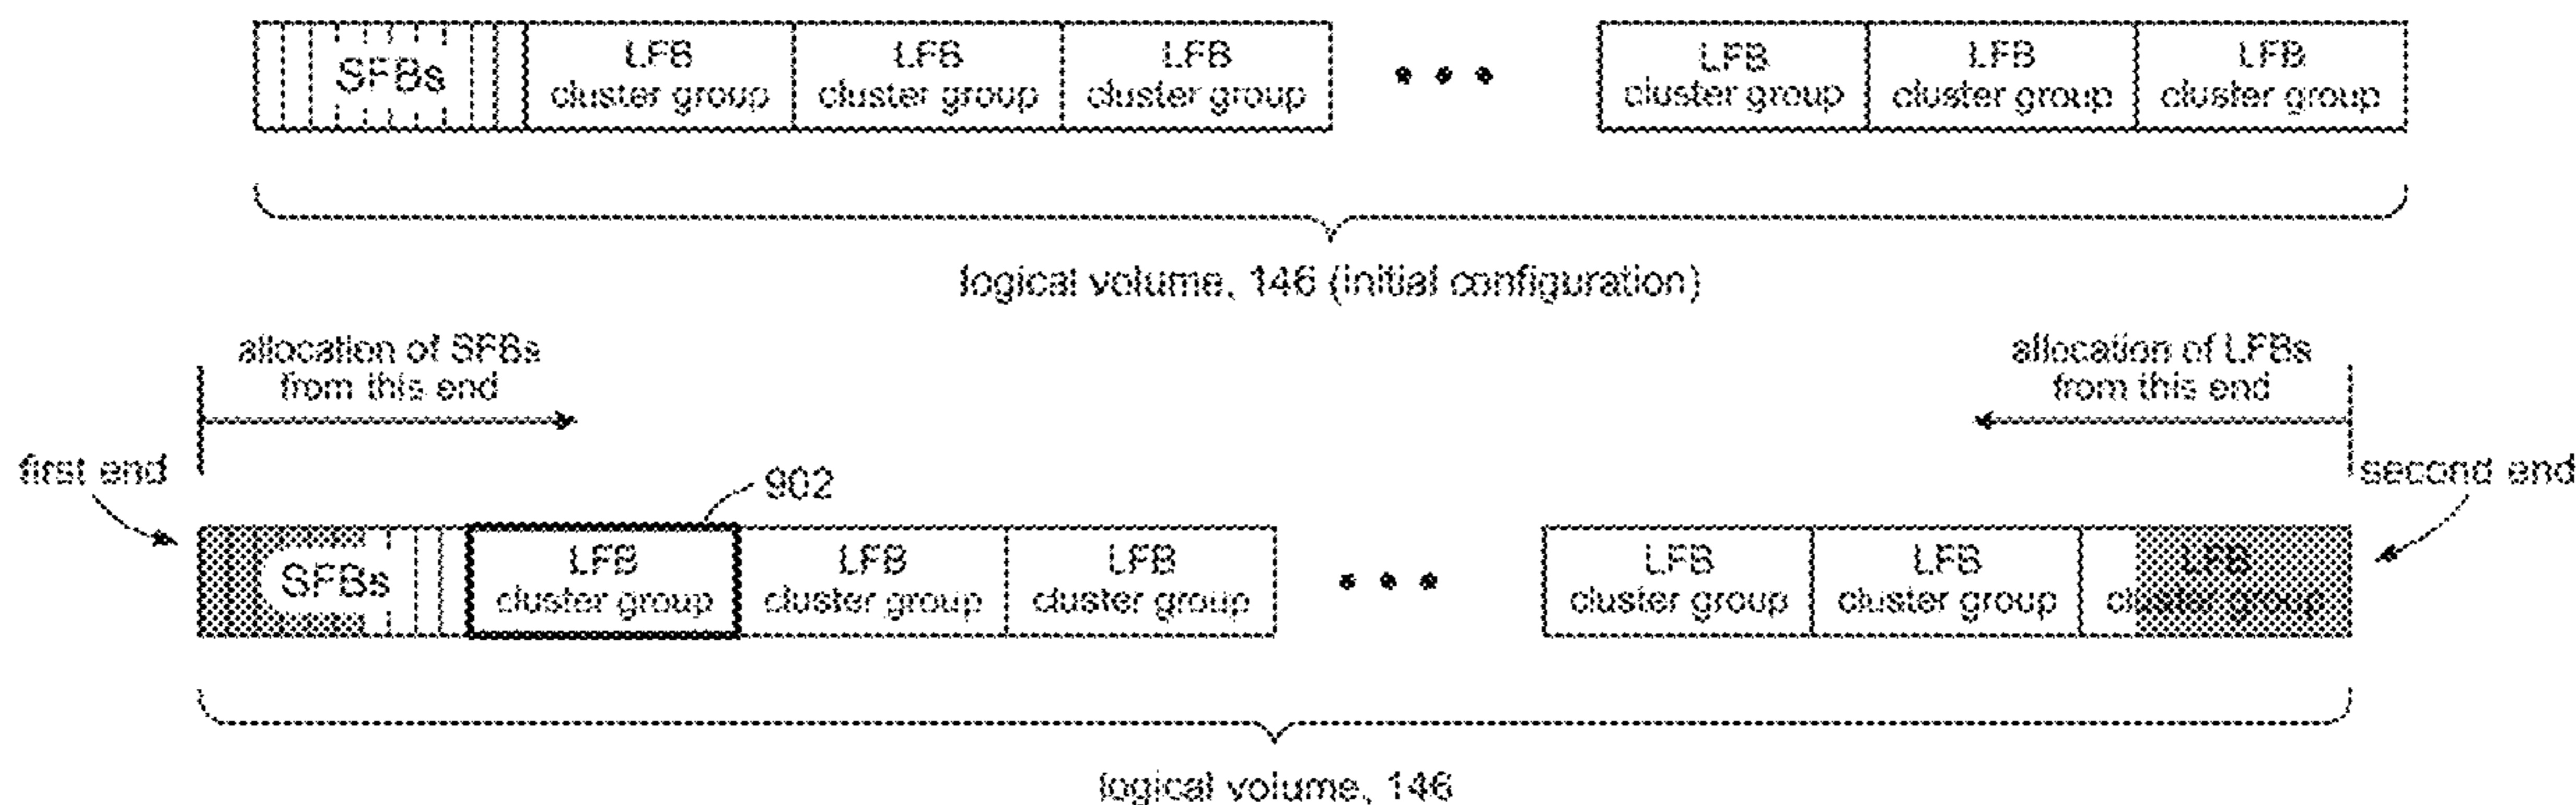 SFBs
LFB
cluster group
LFB
cluster group
LFB
cluster group
LFB
cluster group
LFB
cluster group
LFB
cluster group
logical volume, 146 (initial configuration)
allocation of SFBs
from this end
allocation of LFBs
from this end
first end
902
second end
SFBs
LFB
cluster group
LFB
cluster group
LFB
cluster group
LFB
cluster group
LFB
cluster group
LFB
cluster group
logical volume, 146